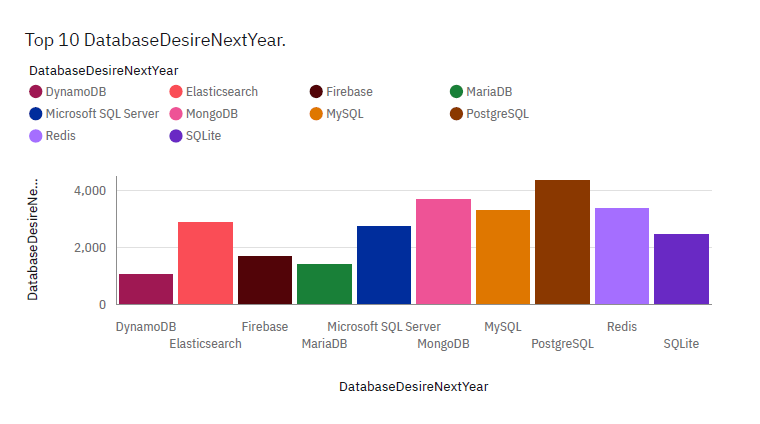 Top 10 DatabaseDesireNextYear.
DatabaseDesireNextYear
DynamoDB Elasticsearch Firebase MariaDB
Microsoft SQL Server MongoDB MySQL PostgreSQL
Redis SQLite
DatabaseDesireNe...
4,000
2,000
0
DynamoDB Firebase Microsoft SQL Server MySQL Redis
Elasticsearch MariaDB MongoDB PostgreSQL SQLite
DatabaseDesireNextYear